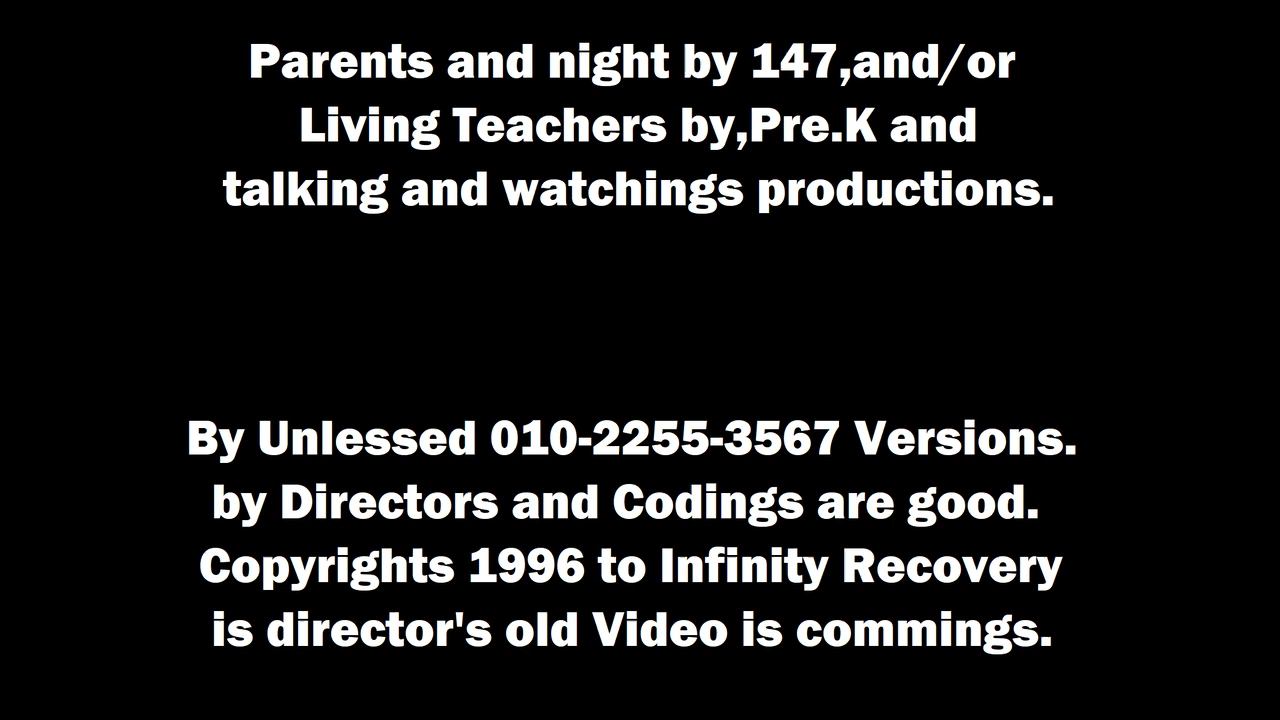 Parents and night by 147,and/or
Living Teachers by,Pre.K and
talking and watchings productions.
By Unlessed 010-2255-3567 Versions.
by Directors and Codings are good.
Copyrights 1996 to Infinity Recovery
is director's old Video is commings.